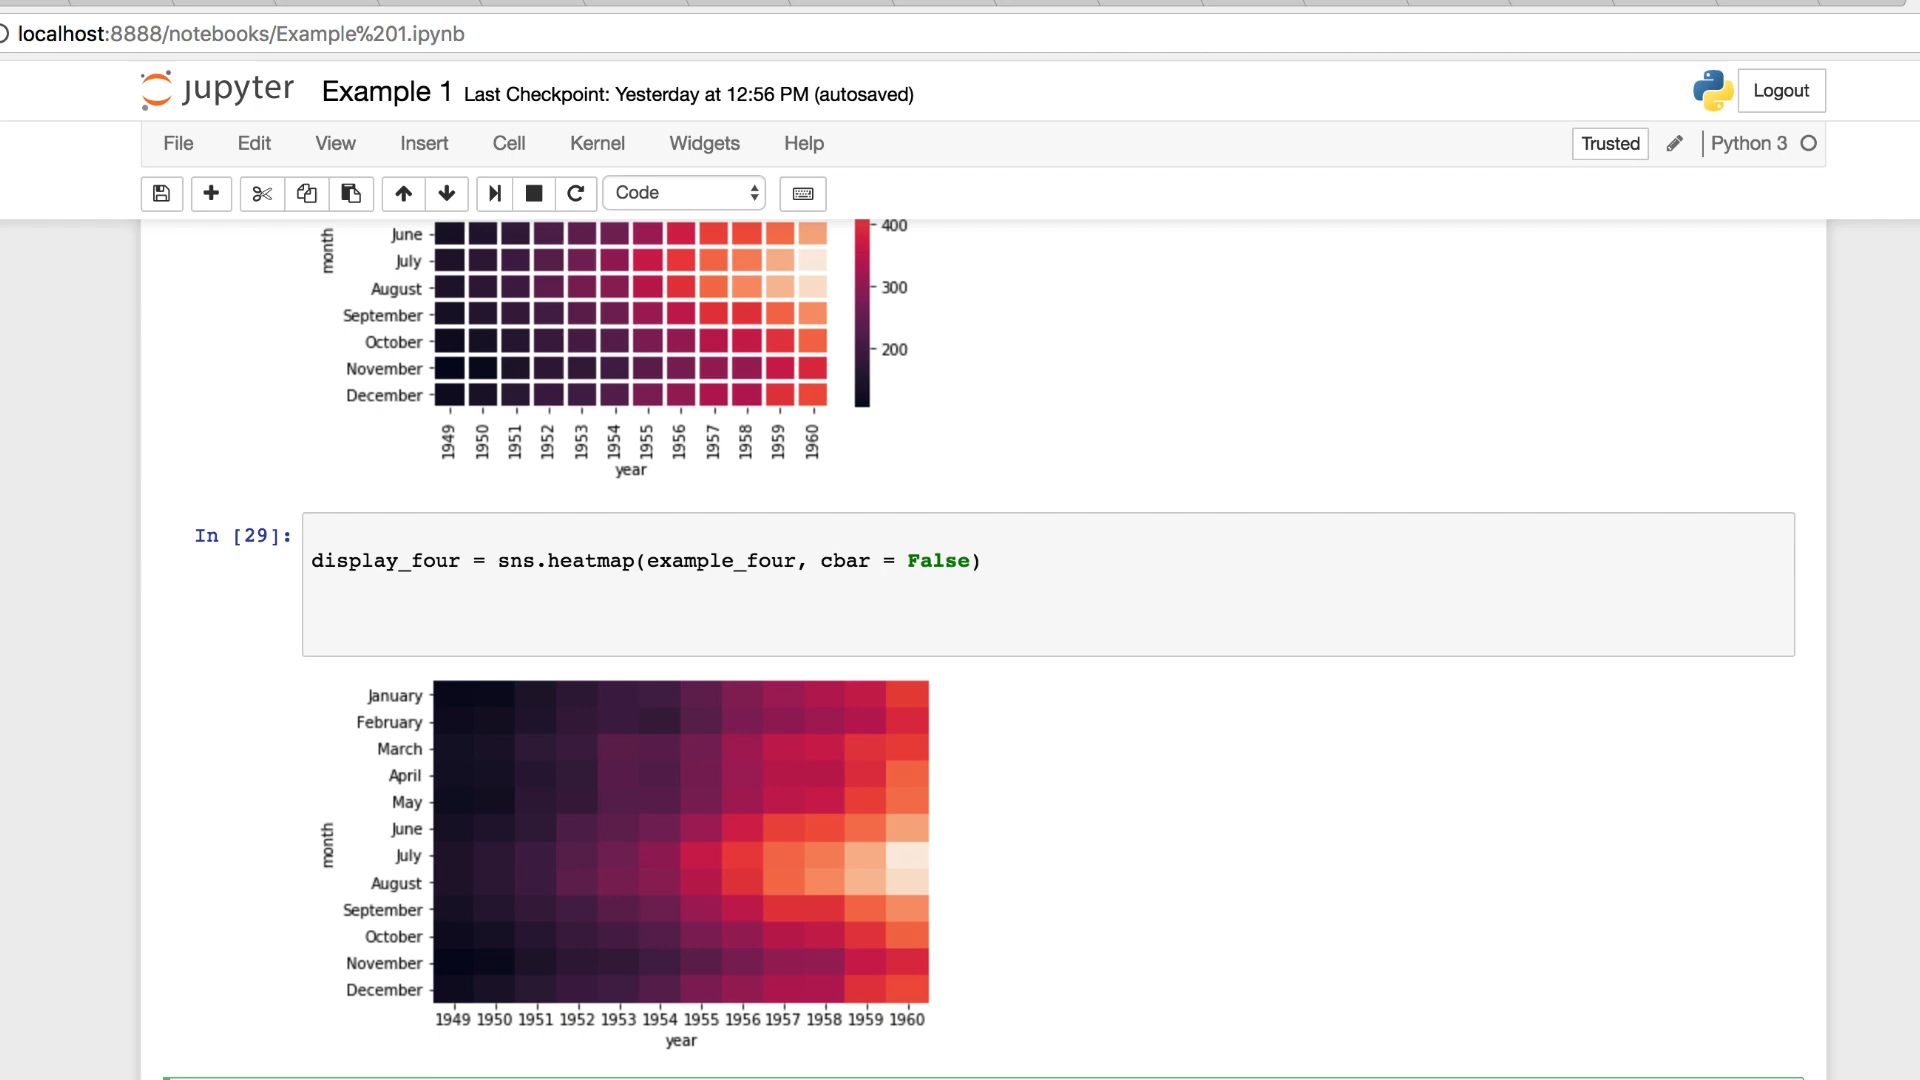 localhost:8888/notebooks/Example%201.ipynb
jupyter Example 1 Last Checkpoint: Yesterday at 12:56 PM (autosaved) Logout
File Edit View Insert Cell Kernel Widgets Help Trusted Python 3
Code
month
June
July
August
September
October
November
December
400
300
200
1949 1950 1951 1952 1953 1954 1955 1956 1957 1958 1959 1960
year
In [29]:
display_four = sns.heatmap(example_four, cbar = False)
month
January
February
March
April
May
June
July
August
September
October
November
December
1949 1950 1951 1952 1953 1954 1955 1956 1957 1958 1959 1960
year